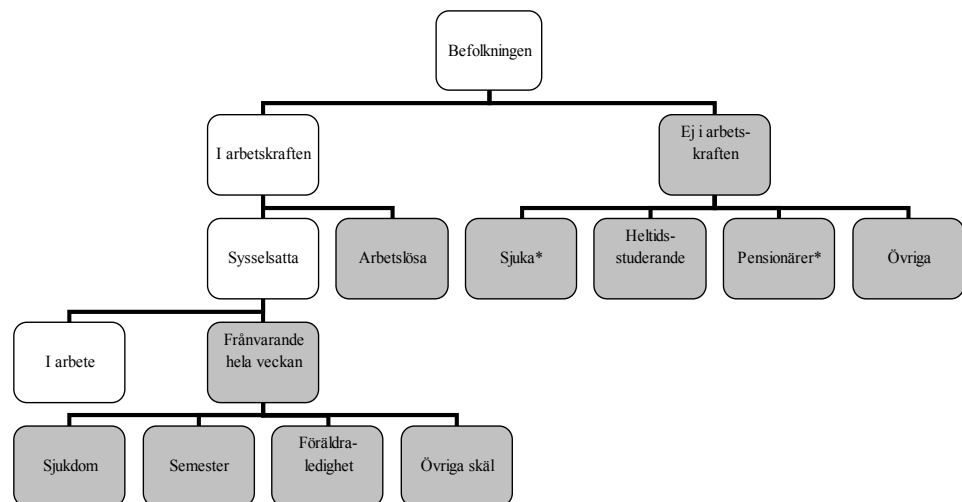 Befolkningen
I arbetskraften
Ej i arbets-
kraften
Sysselsatta
Arbetslösa
Sjuka*
Heltids-
studerande
Pensionärer*
Övriga
I arbete
Frånvarande
hela veckan
Sjukdom
Semester
Föräldra-
ledighet
Övriga skäl